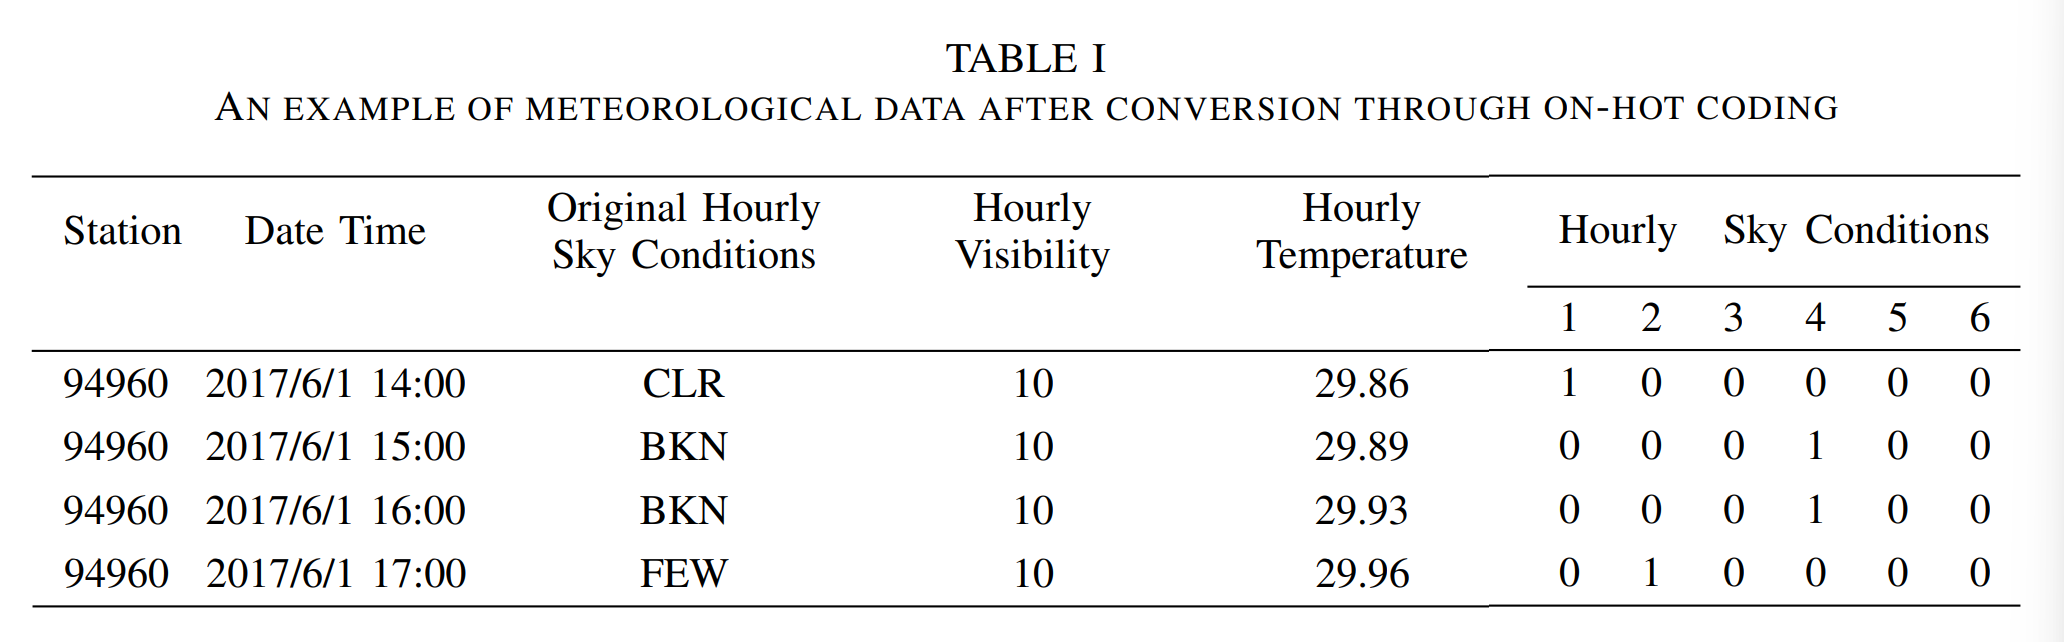 TABLE I
AN EXAMPLE OF METEOROLOGICAL DATA AFTER CONVERSION THROUGH ON-HOT CODING
Station Date Time Original Hourly Sky Conditions Hourly Visibility Hourly Temperature Hourly Sky Conditions
1 2 3 4 5 6
94960 2017/6/1 14:00 CLR 10 29.86 1 0 0 0 0 0
94960 2017/6/1 15:00 BKN 10 29.89 0 0 0 1 0 0
94960 2017/6/1 16:00 BKN 10 29.93 0 0 0 1 0 0
94960 2017/6/1 17:00 FEW 10 29.96 0 1 0 0 0 0